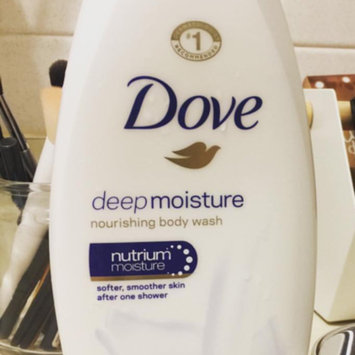 #1
RECOMMENDED
Dove
deep moisture
nourishing body wash
nutrium
moisture
softer, smoother skin
after one shower